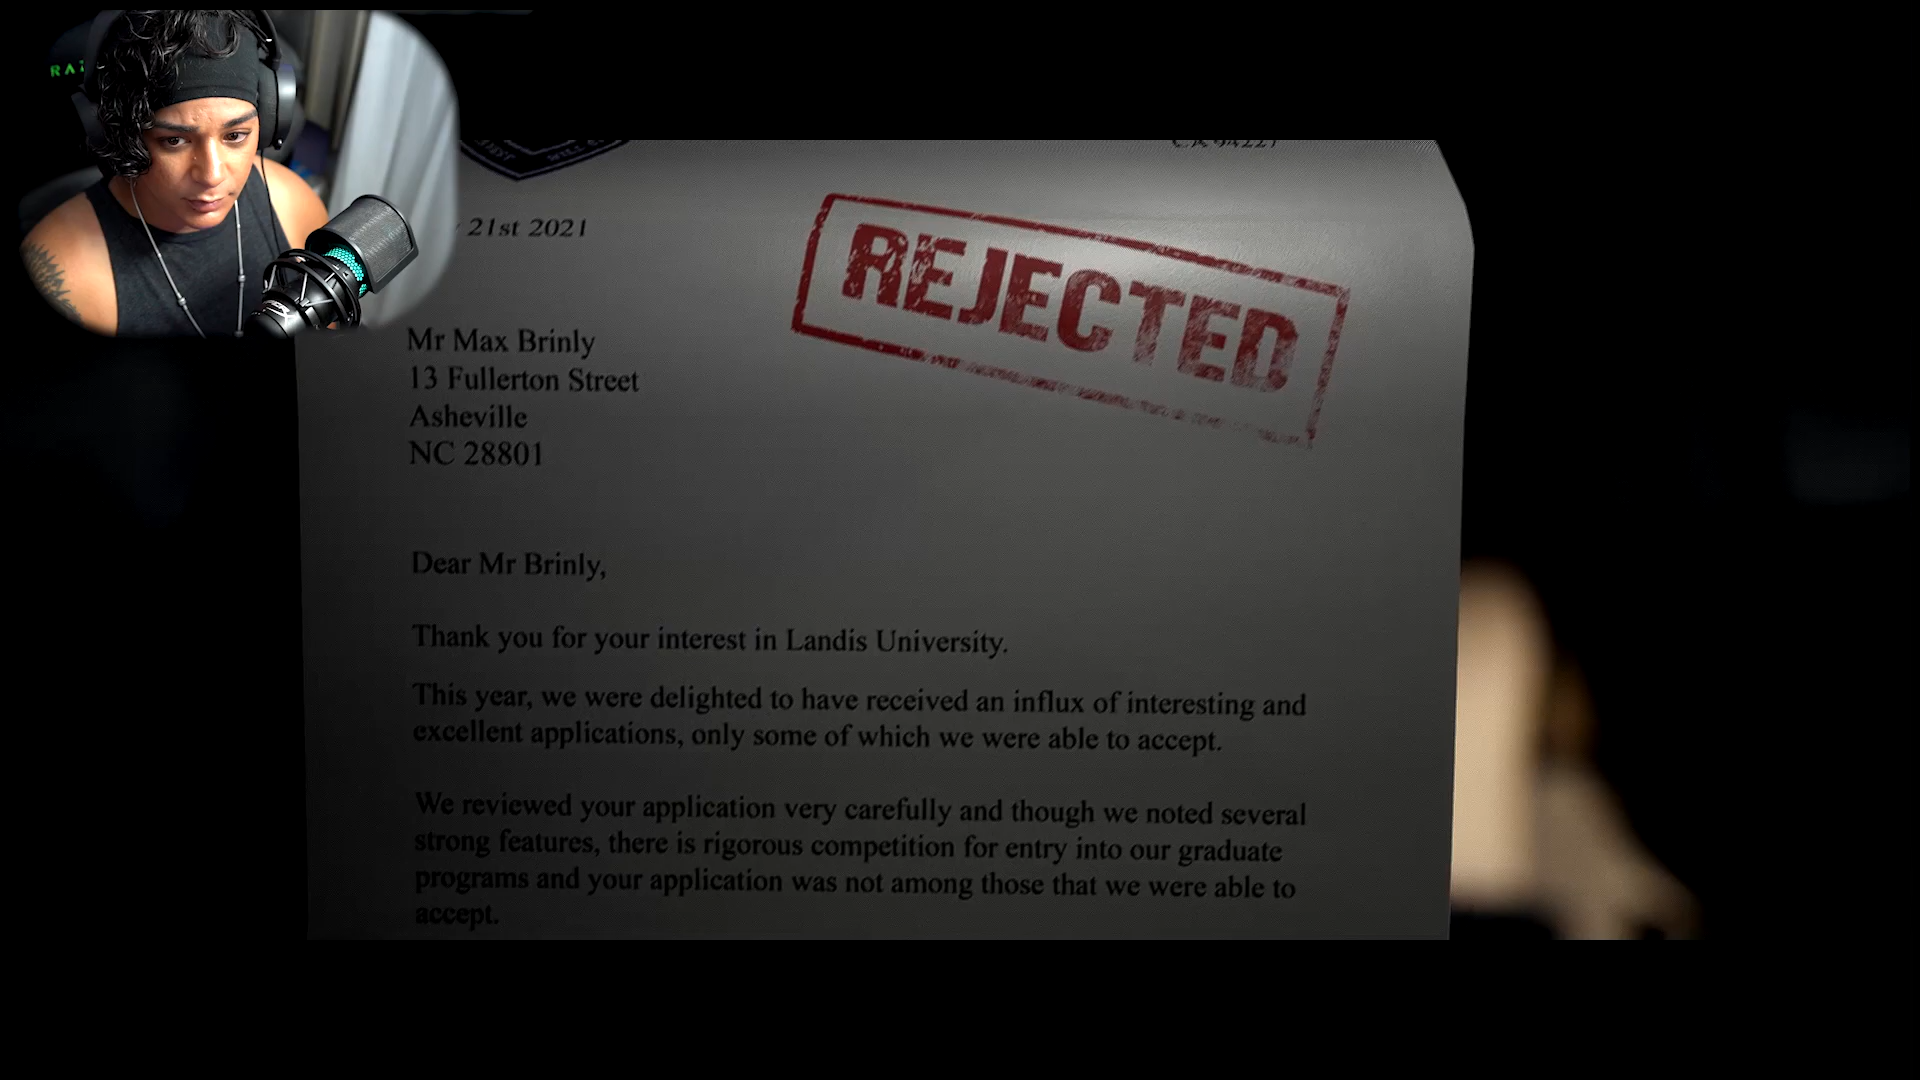 RAZ
21st 2021
REJECTED
Mr Max Brinly
13 Fullerton Street
Asheville
NC 28801
Dear Mr Brinly,
Thank you for your interest in Landis University.
This year, we were delighted to have received an influx of interesting and
excellent applications, only some of which we were able to accept.
We reviewed your application very carefully and though we noted several
strong features, there is rigorous competition for entry into our graduate
programs and your application was not among those that we were able to
accept.